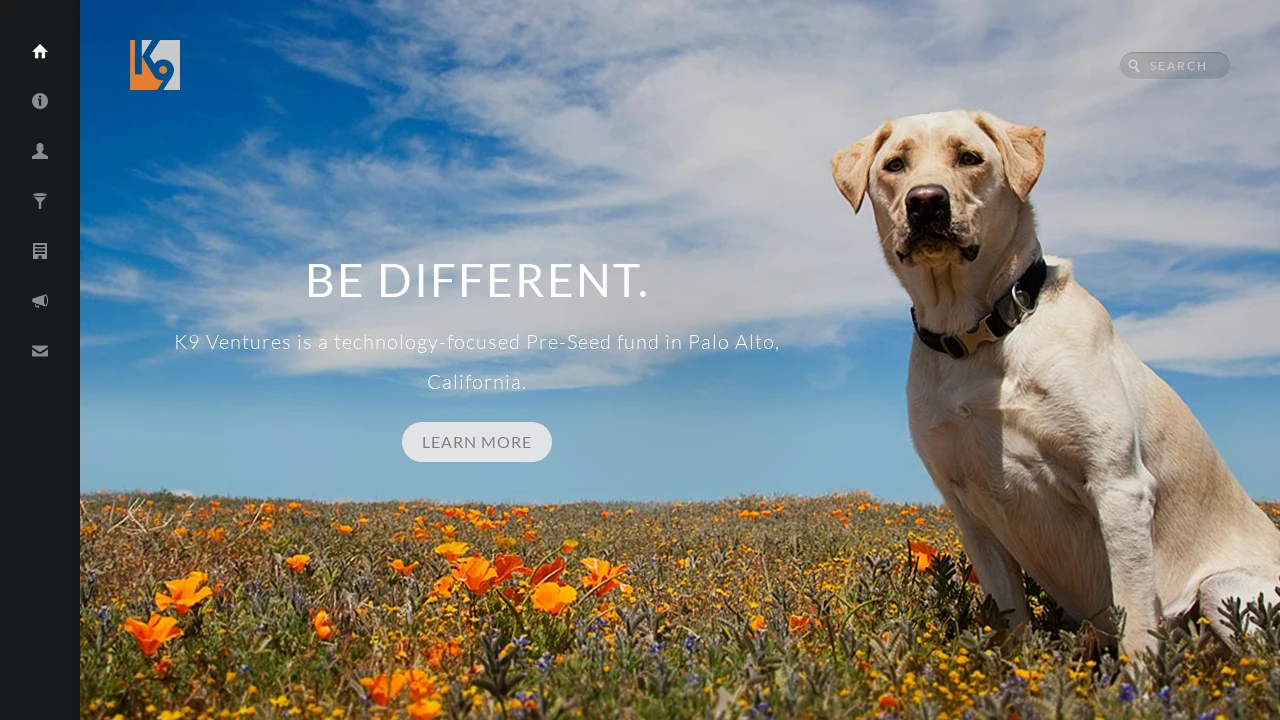 K9
SEARCH
BE DIFFERENT.
K9 Ventures is a technology-focused Pre-Seed fund in Palo Alto,
California.
LEARN MORE